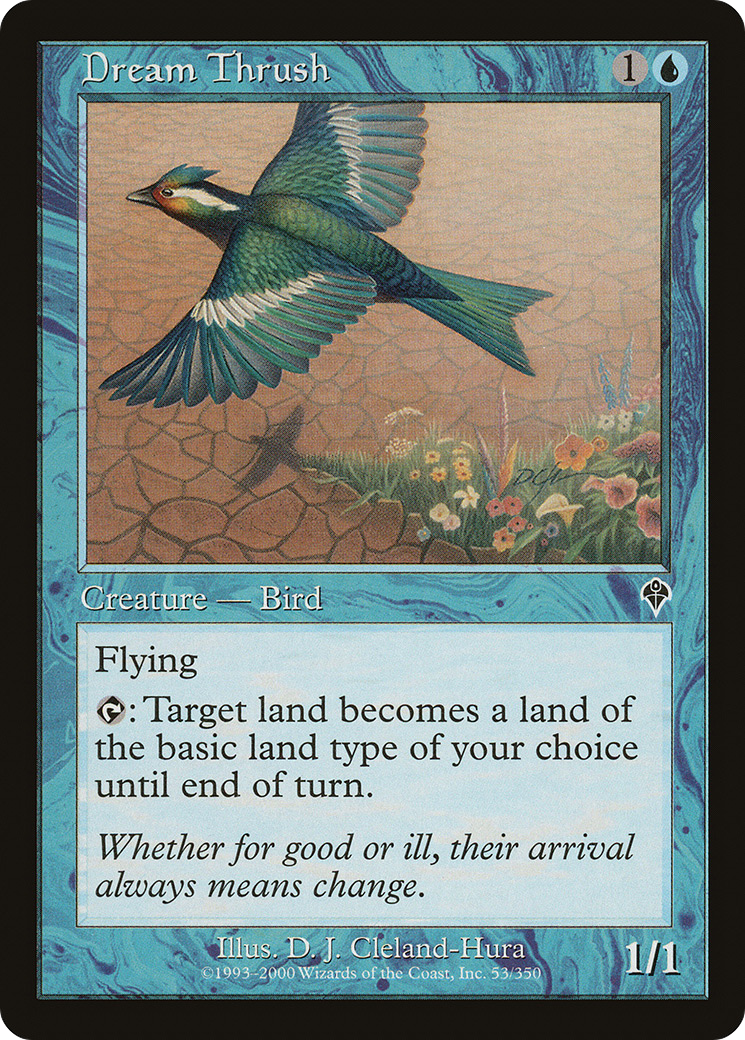 Dream Thrush
1
Creature — Bird
Flying
: Target land becomes a land of
the basic land type of your choice
until end of turn.
Whether for good or ill, their arrival
always means change.
Illus. D. J. Cleland-Hura
1/1
©1993–2000 Wizards of the Coast, Inc. 53/350